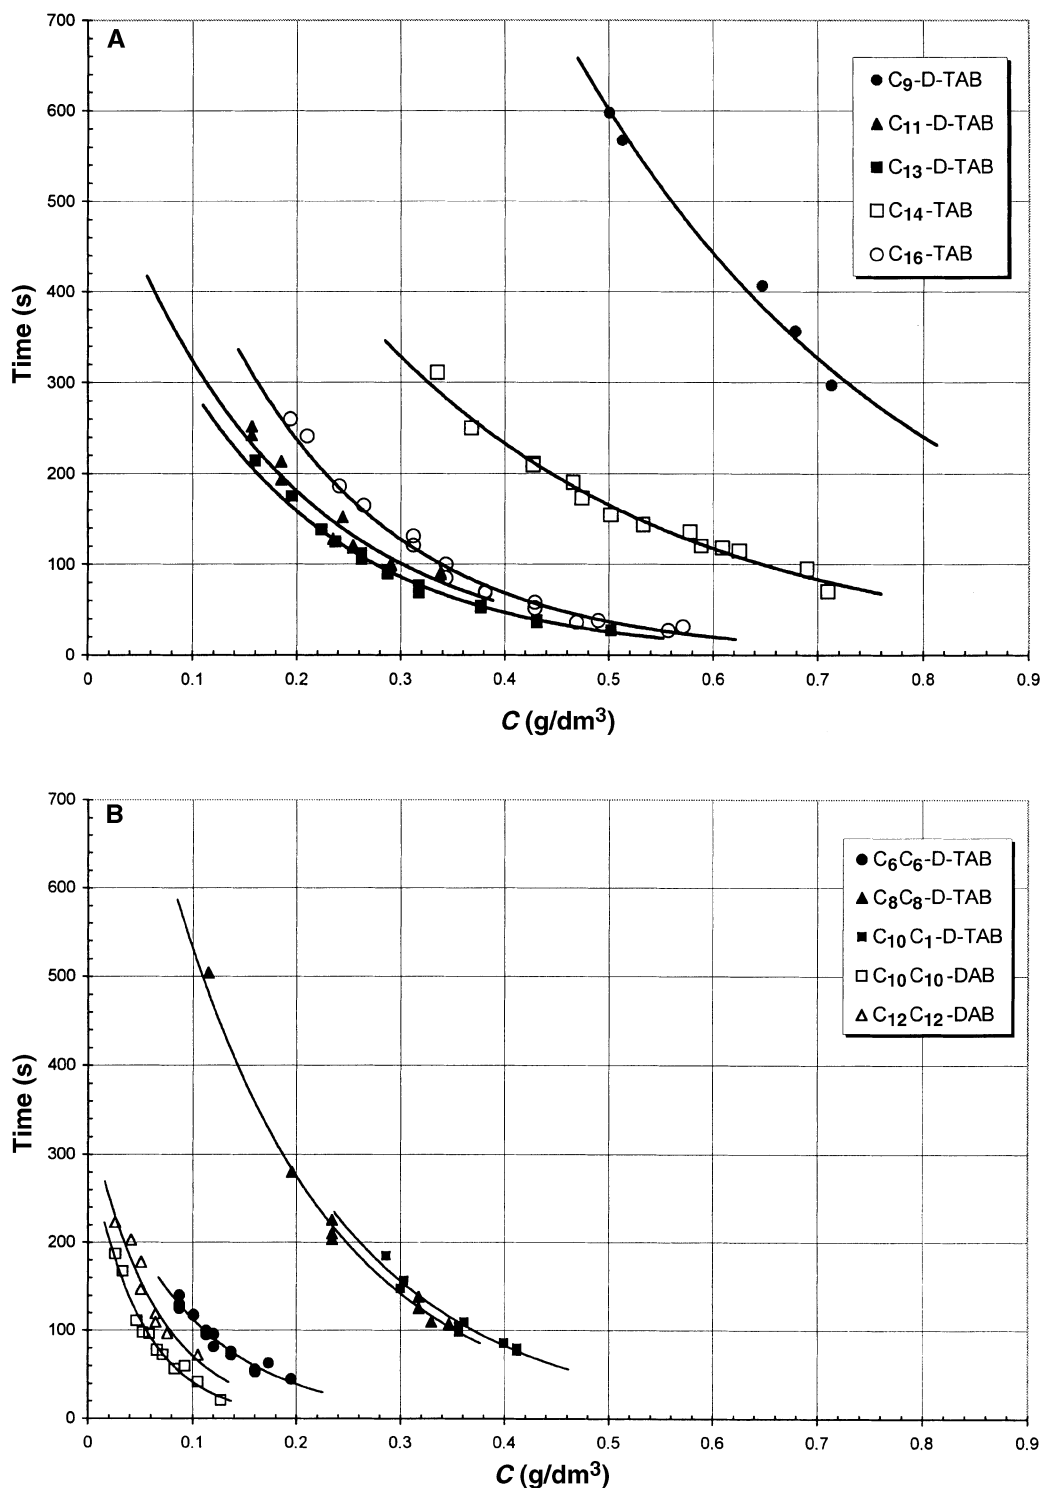 A
700
600
500
400
300
200
100
0
Time (s)
C9-D-TAB
C11-D-TAB
C13-D-TAB
C14-TAB
C16-TAB
0 0.1 0.2 0.3 0.4 0.5 0.6 0.7 0.8 0.9
C (g/dm3)
B
700
600
500
400
300
200
100
0
Time (s)
C6C6-D-TAB
C8C8-D-TAB
C10C1-D-TAB
C10C10-DAB
C12C12-DAB
0 0.1 0.2 0.3 0.4 0.5 0.6 0.7 0.8 0.9
C (g/dm3)